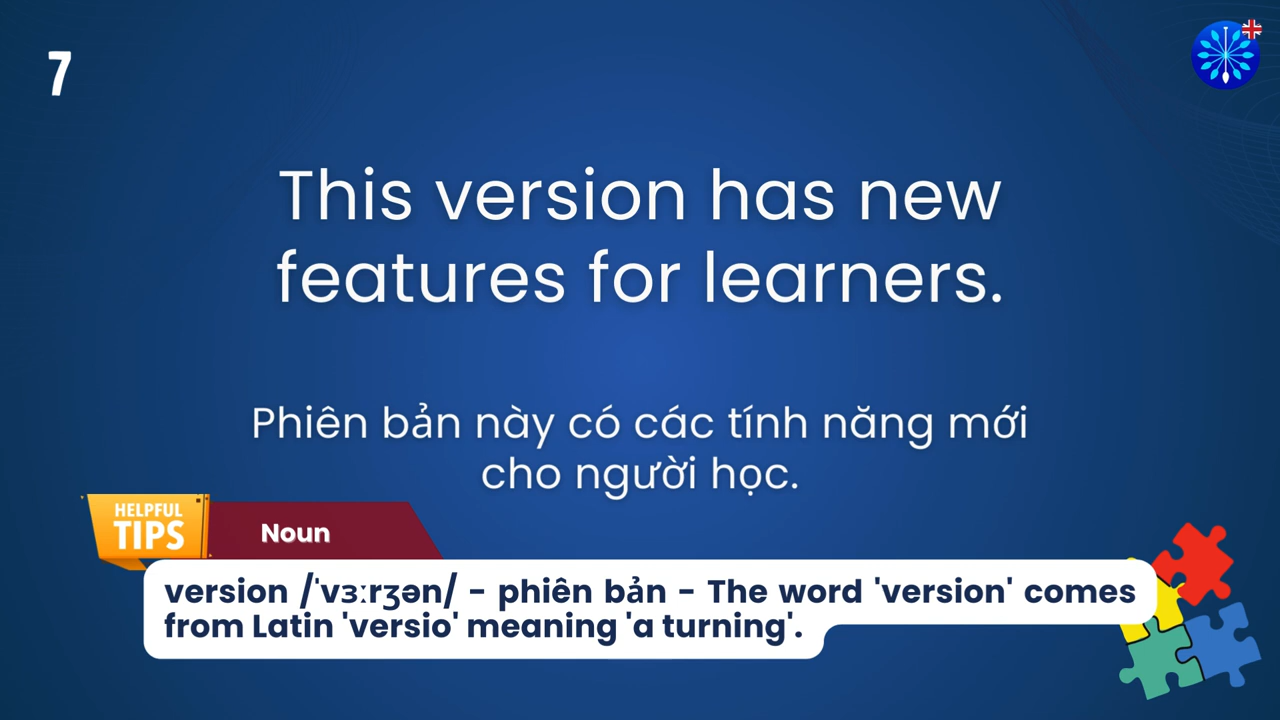 7
This version has new
features for learners.
Phiên bản này có các tính năng mới
cho người học.
HELPFUL
TIPS
Noun
version /ˈvɜːrʒən/ - phiên bản - The word 'version' comes
from Latin 'versio' meaning 'a turning'.